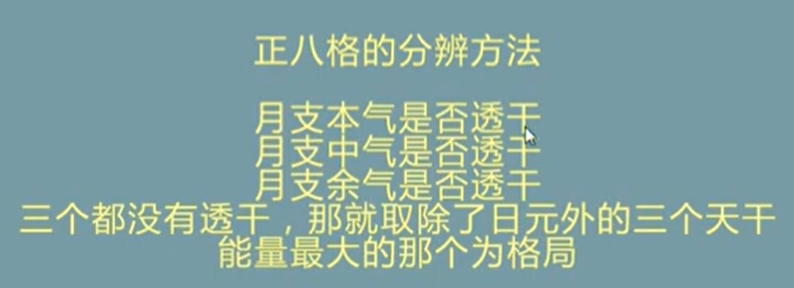 正八格的分辨方法
月支本气是否透干
月支中气是否透干
月支余气是否透干
三个都没有透干，那就取除了日元外的三个天干
能量最大的那个为格局